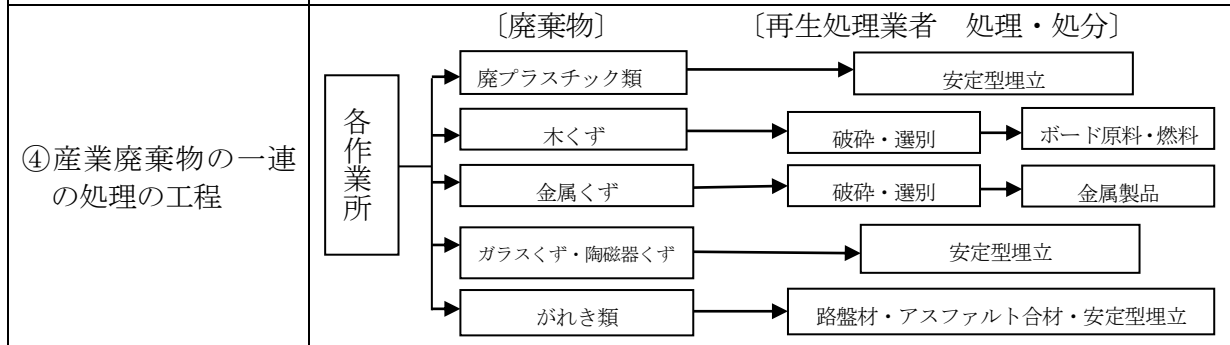 〔廃棄物〕 〔再生処理業者 処理・処分〕
④産業廃棄物の一連
の処理の工程
各作業所
廃プラスチック類 安定型埋立
木くず 破砕・選別 ボード原料・燃料
金属くず 破砕・選別 金属製品
ガラスくず・陶磁器くず 安定型埋立
がれき類 路盤材・アスファルト合材・安定型埋立